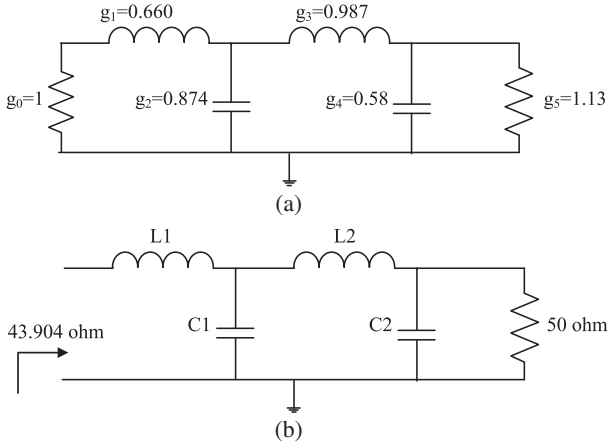 g₁=0.660
g₃=0.987
g₀=1
g₂=0.874
g₄=0.58
g₅=1.13
(a)
L1
L2
43.904 ohm
C1
C2
50 ohm
(b)